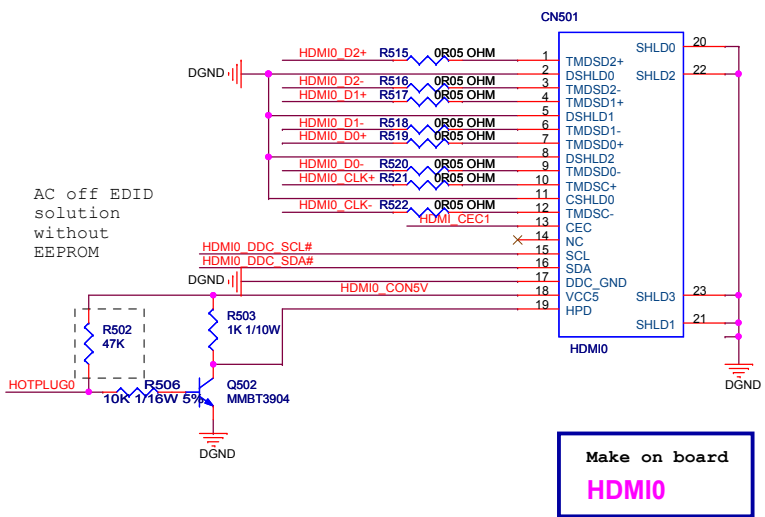 CN501
HDMI0_D2+ R515 0R05 OHM 1 TMDSD2+ SHLD0 20
DGND 2 DSHLD0 SHLD2 22
HDMI0_D2- R516 0R05 OHM 3 TMDSD2-
HDMI0_D1+ R517 0R05 OHM 4 TMDSD1+
5 DSHLD1
HDMI0_D1- R518 0R05 OHM 6 TMDSD1-
HDMI0_D0+ R519 0R05 OHM 7 TMDSD0+
8 DSHLD2
HDMI0_D0- R520 0R05 OHM 9 TMDSD0-
HDMI0_CLK+ R521 0R05 OHM 10 TMDSC+
11 CSHLD0
HDMI0_CLK- R522 0R05 OHM 12 TMDSC-
HDMI_CEC1 13 CEC
14 NC
HDMI0_DDC_SCL# 15 SCL
HDMI0_DDC_SDA# 16 SDA
DGND 17 DDC_GND
HDMI0_CON5V 18 VCC5 SHLD3 23
19 HPD SHLD1 21
HDMI0
DGND
AC off EDID
solution
without
EEPROM
R502
47K
R503
1K 1/10W
HOTPLUG0
R506
10K 1/16W 5%
Q502
MMBT3904
DGND
Make on board
HDMI0